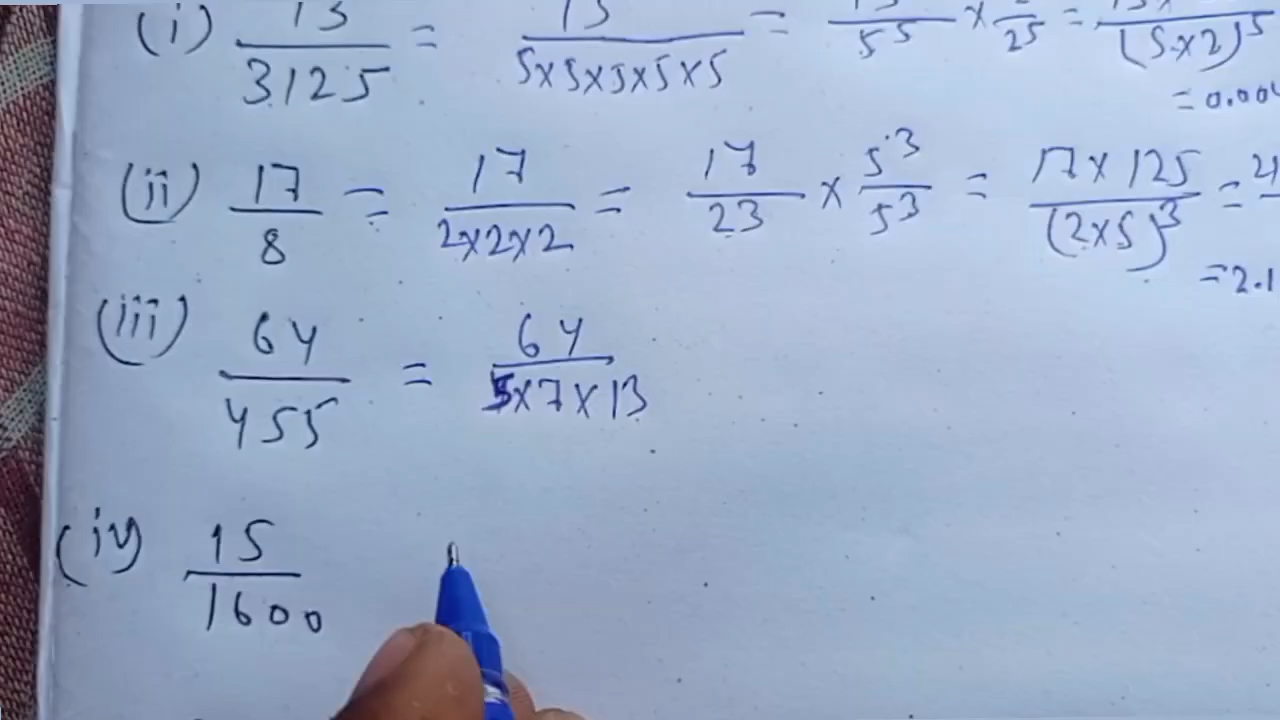 (i) 13/3125 = 13/5×5×5×5×5 = 13/5⁵ × 2/25 = (5×2)⁵
= 0.00
(ii) 17/8 = 17/2×2×2 = 17/23 × 5³/5³ = 17×125/(2×5)³ =
= 2.1
(iii) 64/455 = 64/5×7×13
(iv) 15/1600